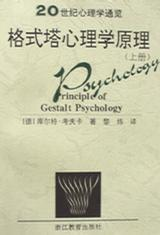 20世纪心理学通览
格式塔心理学原理
(上册)
Psychology
Principle of
Gestalt Psychology
[德]库尔特·考夫卡 著 黎炜 译
浙江教育出版社